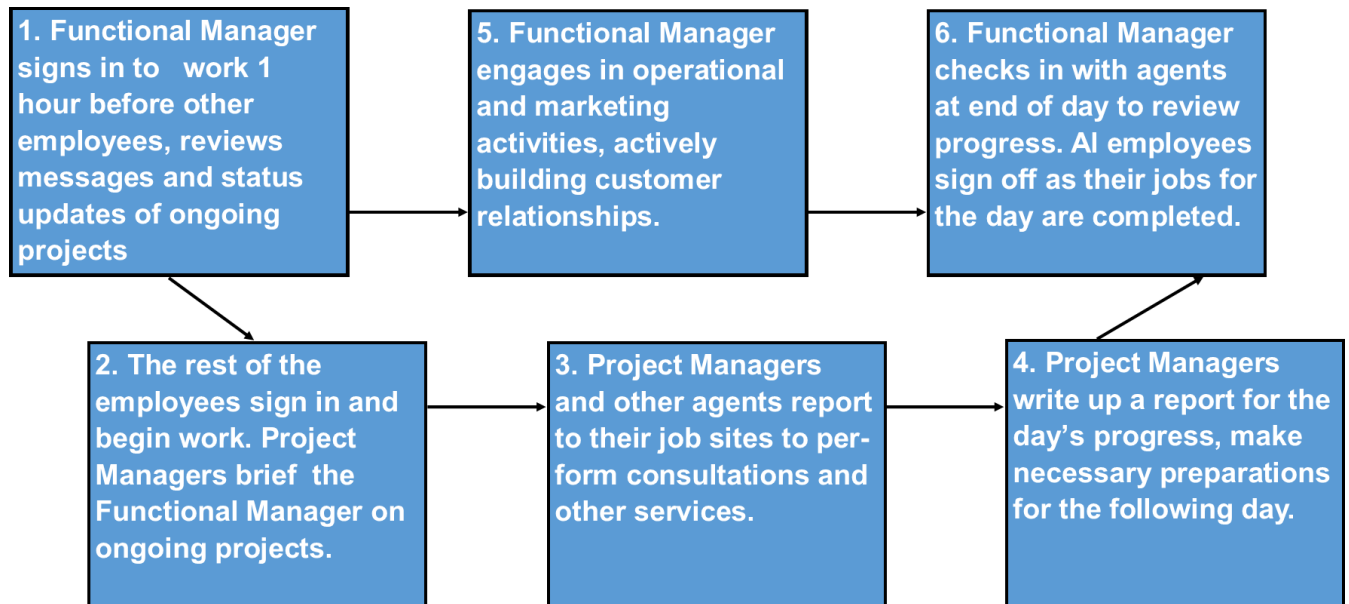 1. Functional Manager
signs in to   work 1
hour before other
employees, reviews
messages and status
updates of ongoing
projects
5. Functional Manager
engages in operational
and marketing
activities, actively
building customer
relationships.
6. Functional Manager
checks in with agents
at end of day to review
progress. AI employees
sign off as their jobs for
the day are completed.
2. The rest of the
employees sign in and
begin work. Project
Managers brief  the
Functional Manager on
ongoing projects.
3. Project Managers
and other agents report
to their job sites to per-
form consultations and
other services.
4. Project Managers
write up a report for the
day’s progress, make
necessary preparations
for the following day.